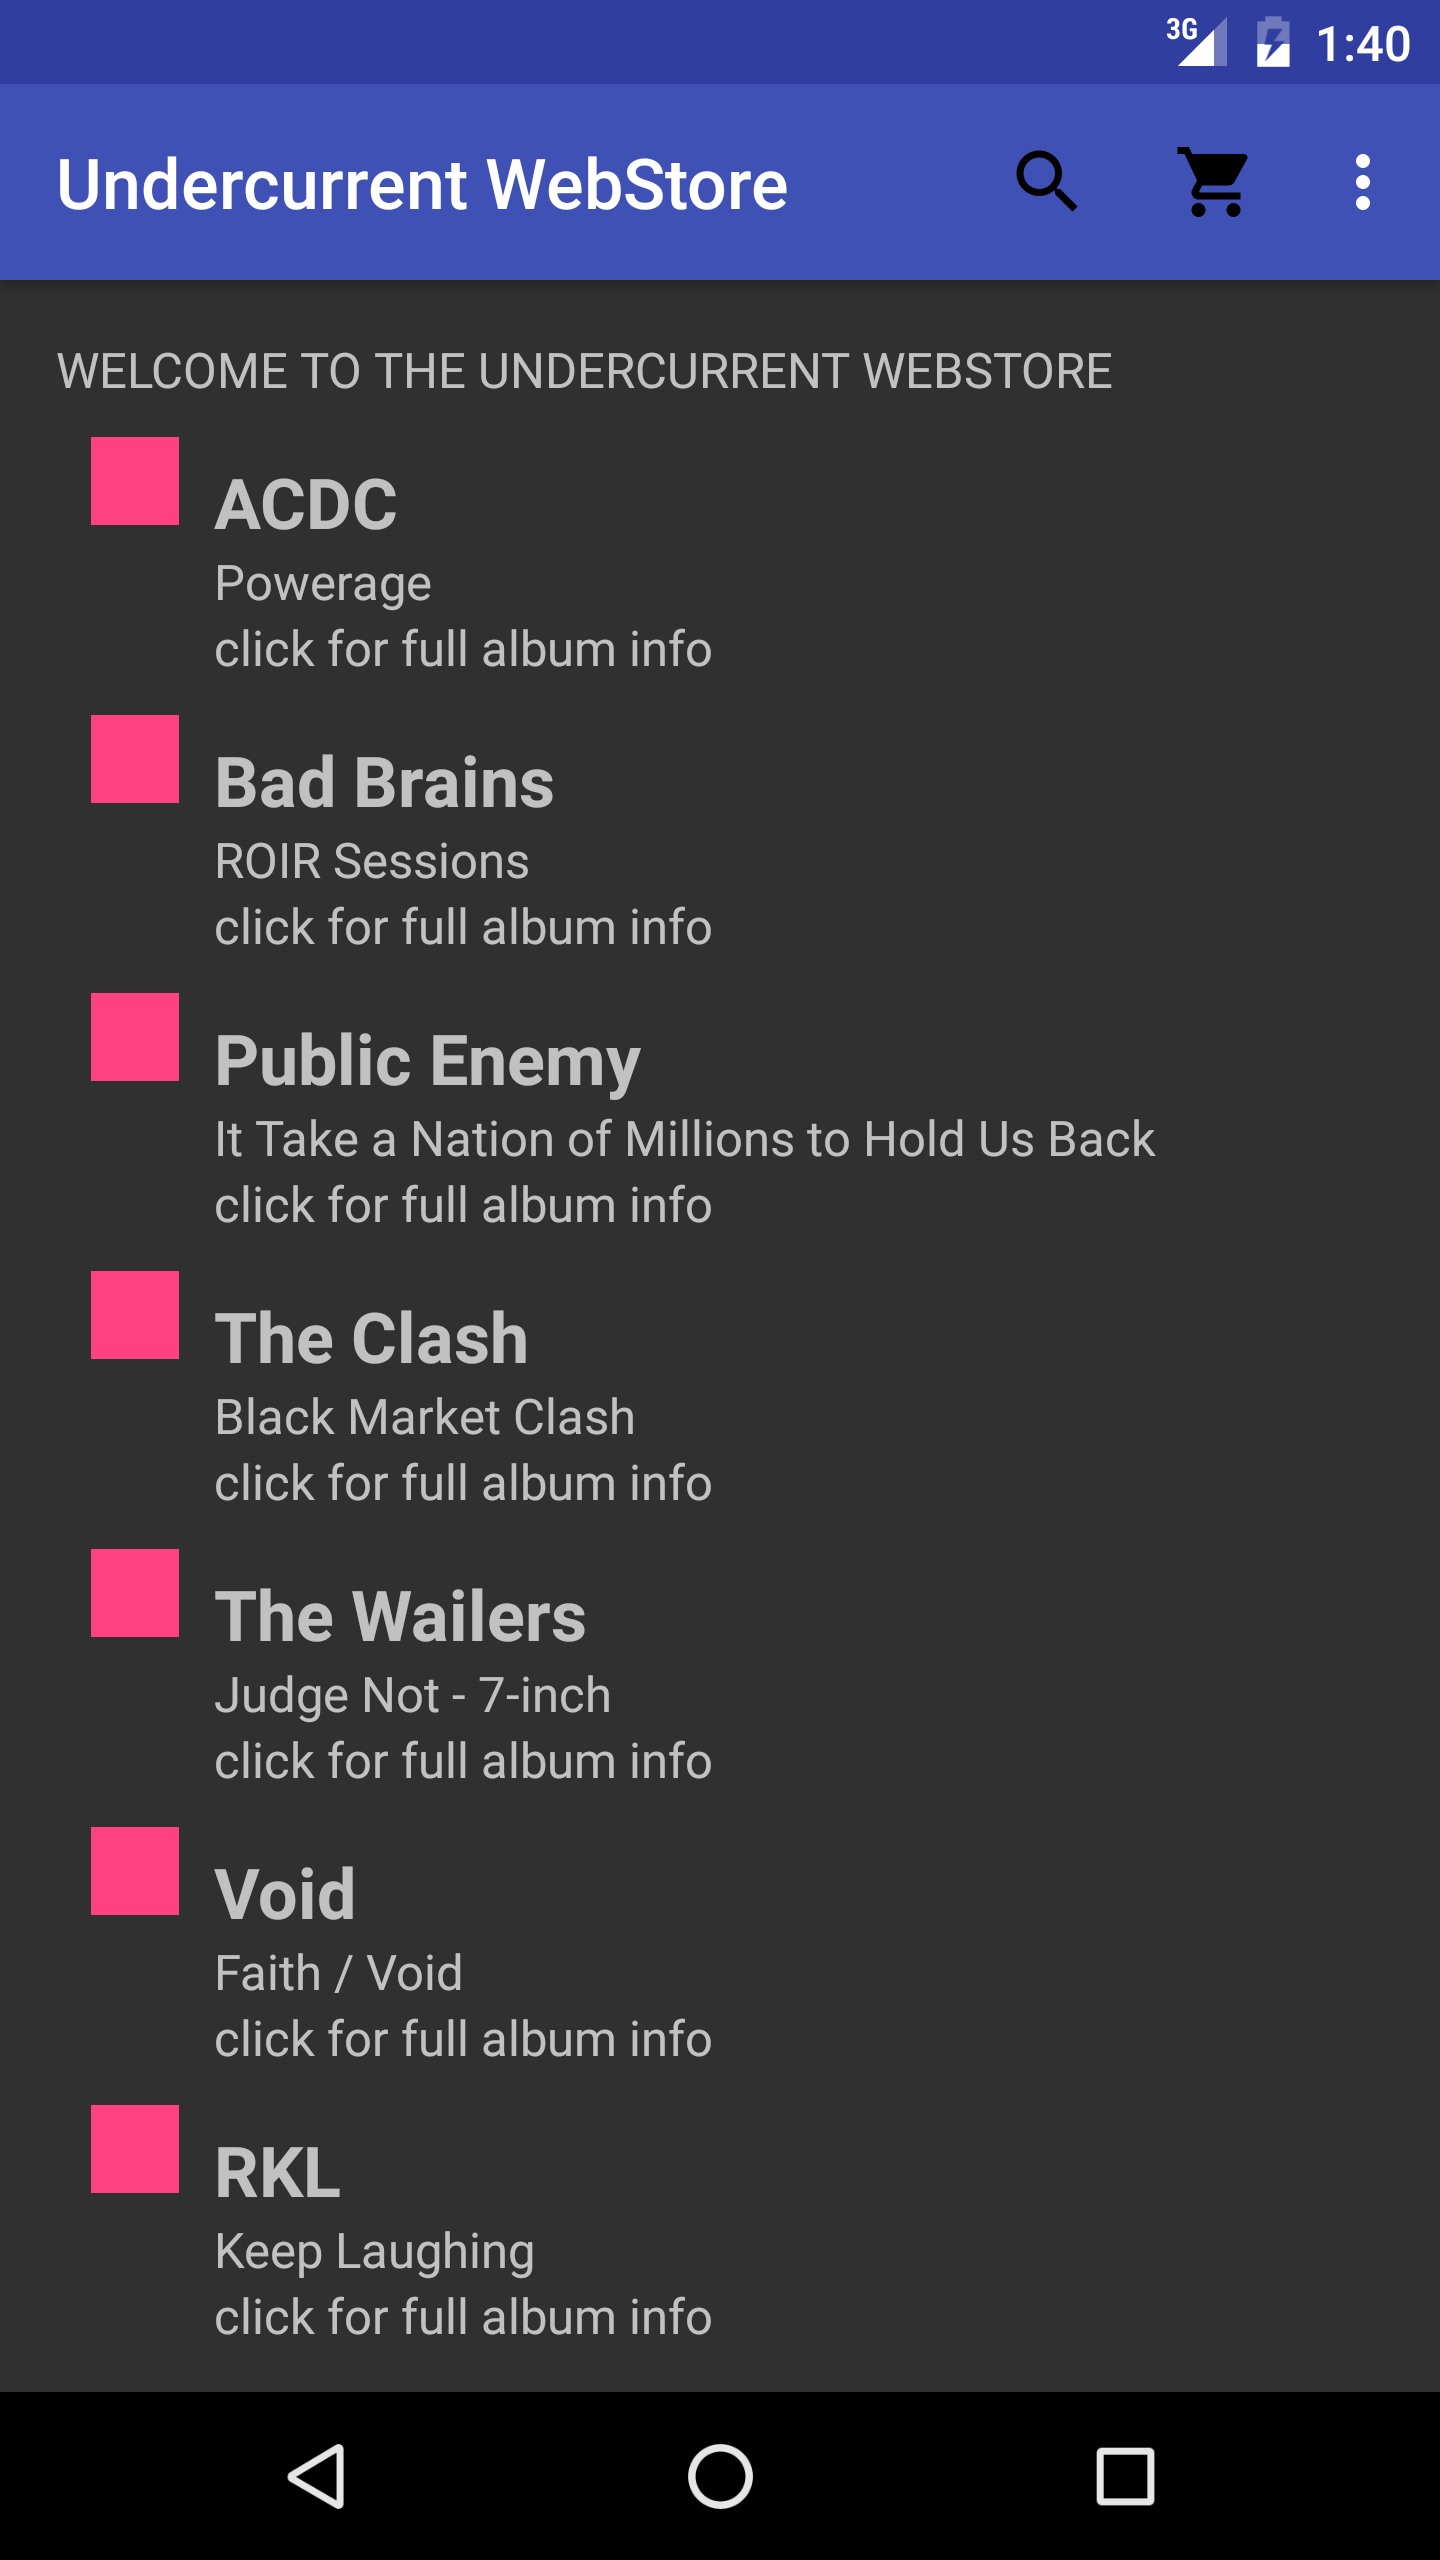 3G 1:40
Undercurrent WebStore
WELCOME TO THE UNDERCURRENT WEBSTORE
ACDC
Powerage
click for full album info
Bad Brains
ROIR Sessions
click for full album info
Public Enemy
It Take a Nation of Millions to Hold Us Back
click for full album info
The Clash
Black Market Clash
click for full album info
The Wailers
Judge Not - 7-inch
click for full album info
Void
Faith / Void
click for full album info
RKL
Keep Laughing
click for full album info